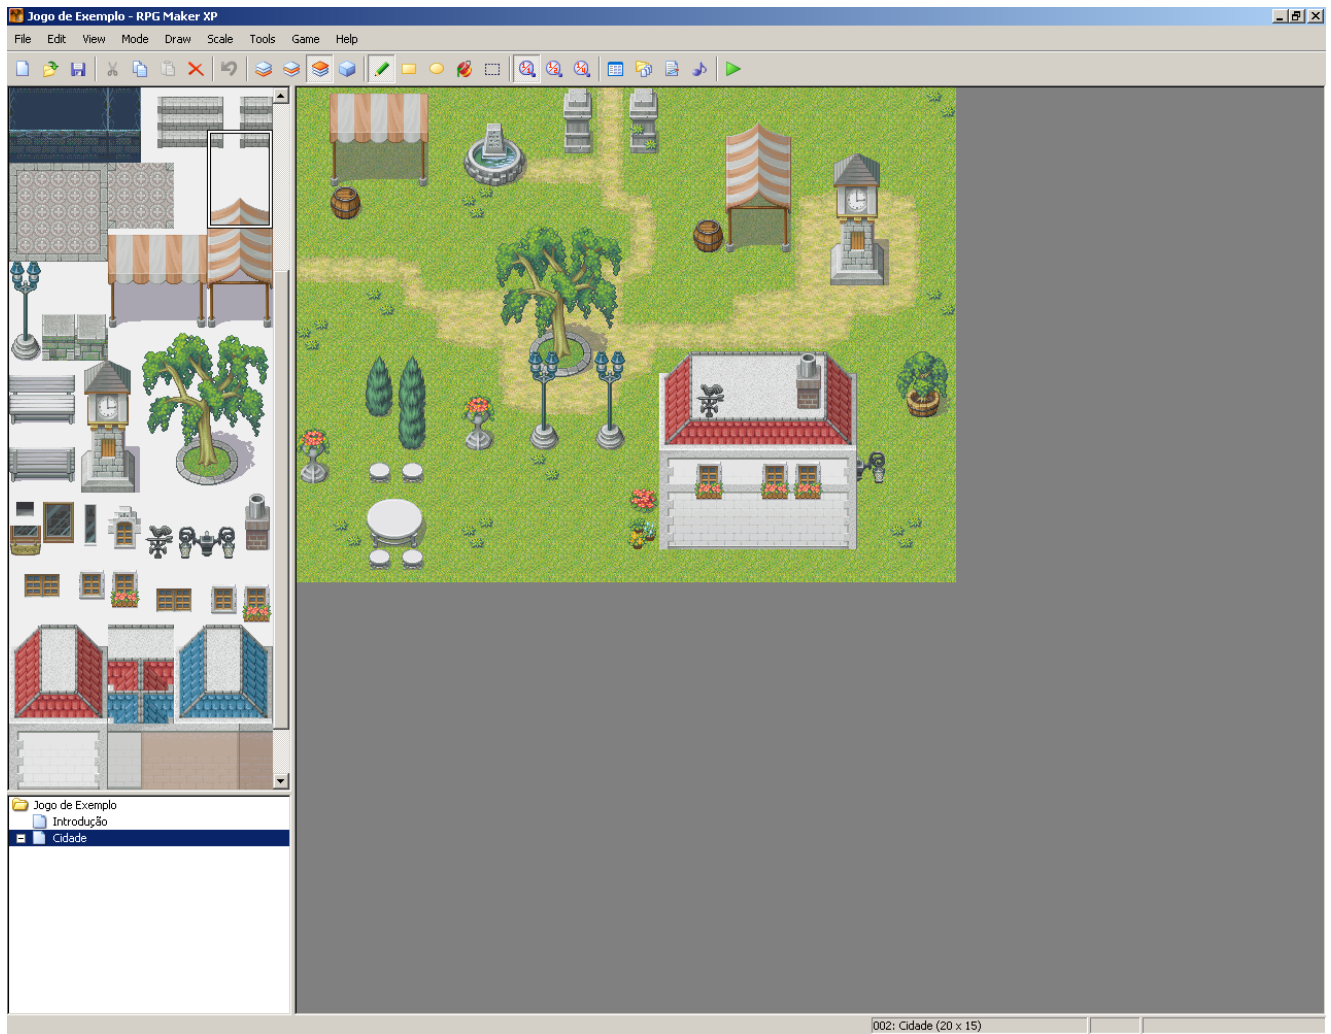 Jogo de Exemplo - RPG Maker XP
File Edit View Mode Draw Scale Tools Game Help
Jogo de Exemplo
Introdução
Cidade
002: Cidade (20 x 15)